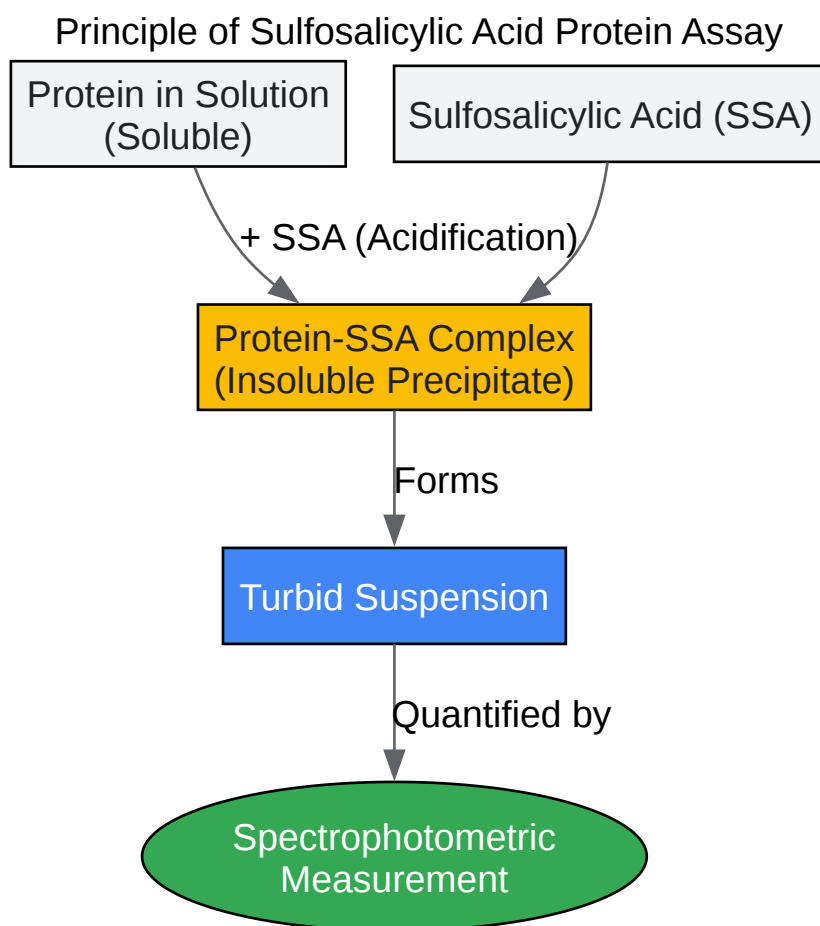 Principle of Sulfosalicylic Acid Protein Assay
Protein in Solution
(Soluble)
Sulfosalicylic Acid (SSA)
+ SSA (Acidification)
Protein-SSA Complex
(Insoluble Precipitate)
Forms
Turbid Suspension
Quantified by
Spectrophotometric
Measurement